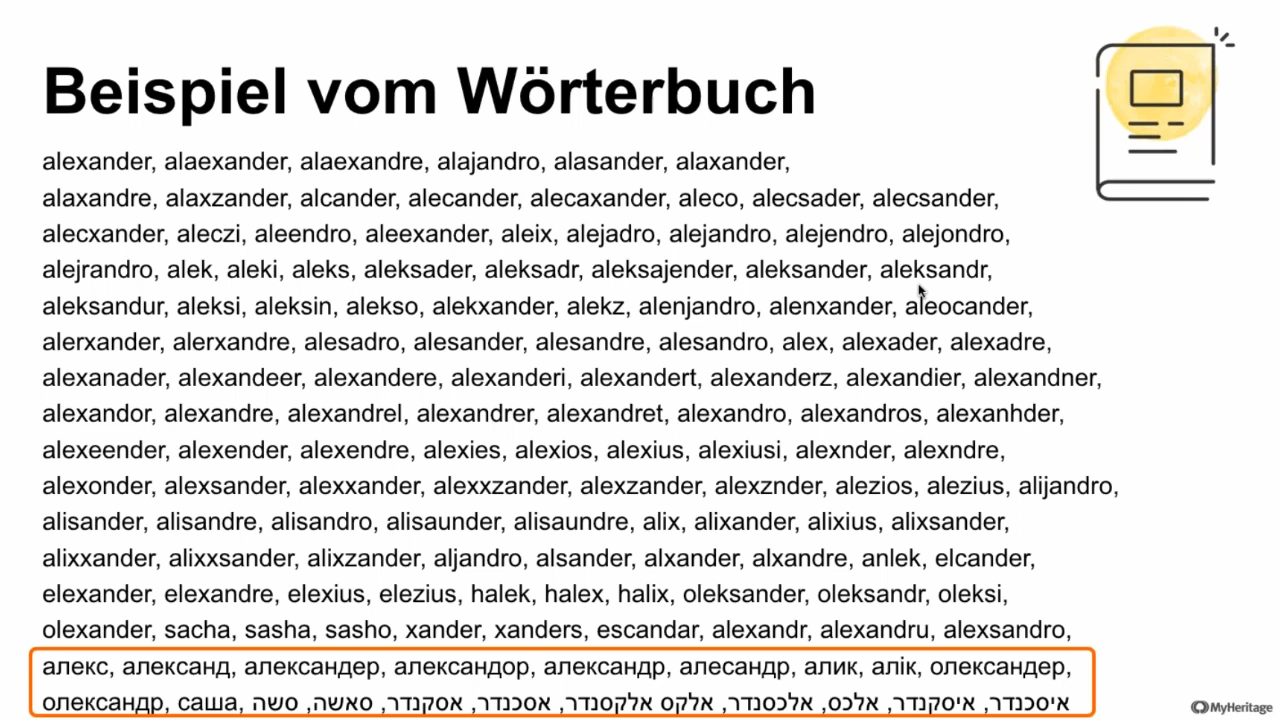 Beispiel vom Wörterbuch
alexander, alaexander, alaexandre, alajandro, alasander, alaxander,
alaxandre, alaxzander, alcander, alecander, alecaxander, aleco, alecsader, alecsander,
alecxander, aleczi, aleendro, aleexander, aleix, alejadro, alejandro, alejendro, alejondro,
alejrandro, alek, aleki, aleks, aleksader, aleksadr, aleksajender, aleksander, aleksandr,
aleksandur, aleksi, aleksin, alekso, alekxander, alekz, alenjandro, alenxander, aleocander,
alerxander, alerxandre, alesadro, alesander, alesandre, alesandro, alex, alexader, alexadre,
alexanader, alexandeer, alexandere, alexanderi, alexandert, alexanderz, alexandier, alexandner,
alexandor, alexandre, alexandrel, alexandrer, alexandret, alexandro, alexandros, alexanhder,
alexeender, alexender, alexendre, alexies, alexios, alexius, alexiusi, alexnder, alexndre,
alexonder, alexsander, alexxander, alexxzander, alexzander, alexznder, alezios, alezius, alijandro,
alisander, alisandre, alisandro, alisaunder, alisaundre, alix, alixander, alixius, alixsander,
alixxander, alixxsander, alixzander, aljandro, alsander, alxander, alxandre, anlek, elcander,
elexander, elexandre, elexius, elezius, halek, halex, halix, oleksander, oleksandr, oleksi,
olexander, sacha, sasha, sasho, xander, xanders, escandar, alexandr, alexandru, alexsandro,
алекс, александ, александер, александор, александр, алесандр, алик, алік, олександер,
олександр, саша, איסכנדר, איסקנדר, אלכס, אלכסנדר, אלקס אלקסנדר, אסכנדר, אסקנדר, סאשה, סשה
MyHeritage